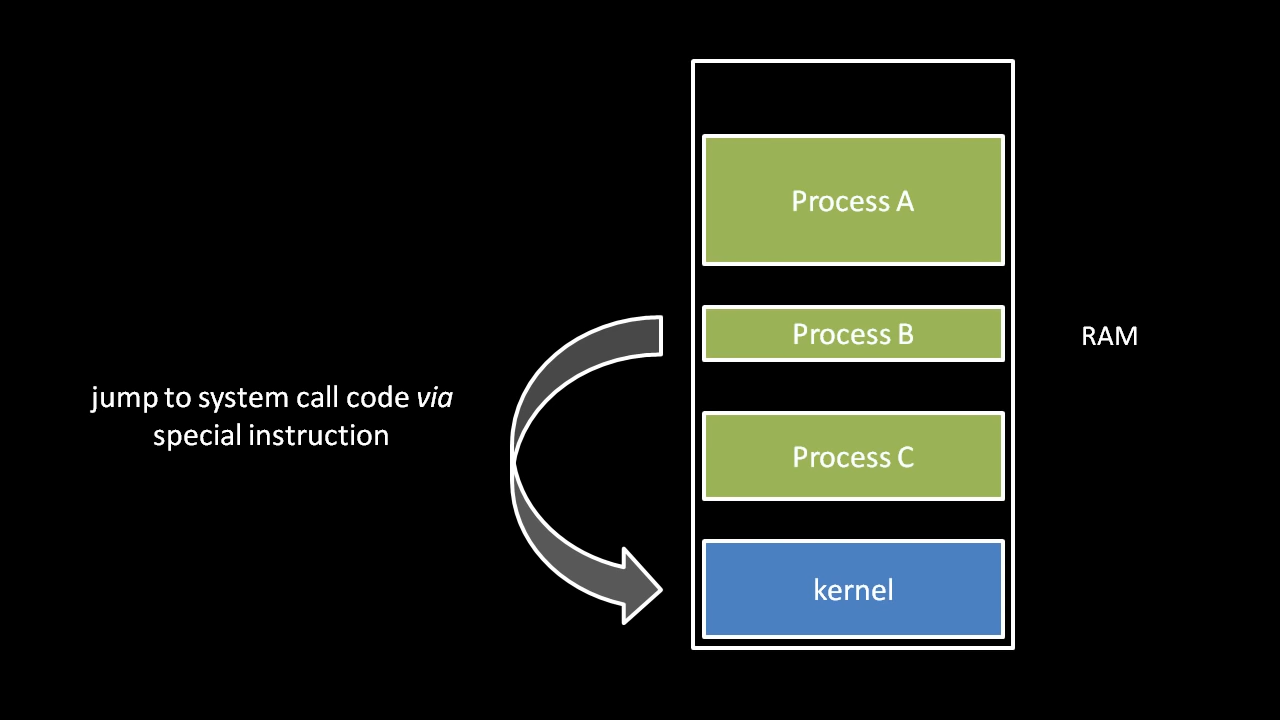 Process A
Process B
RAM
jump to system call code via
special instruction
Process C
kernel